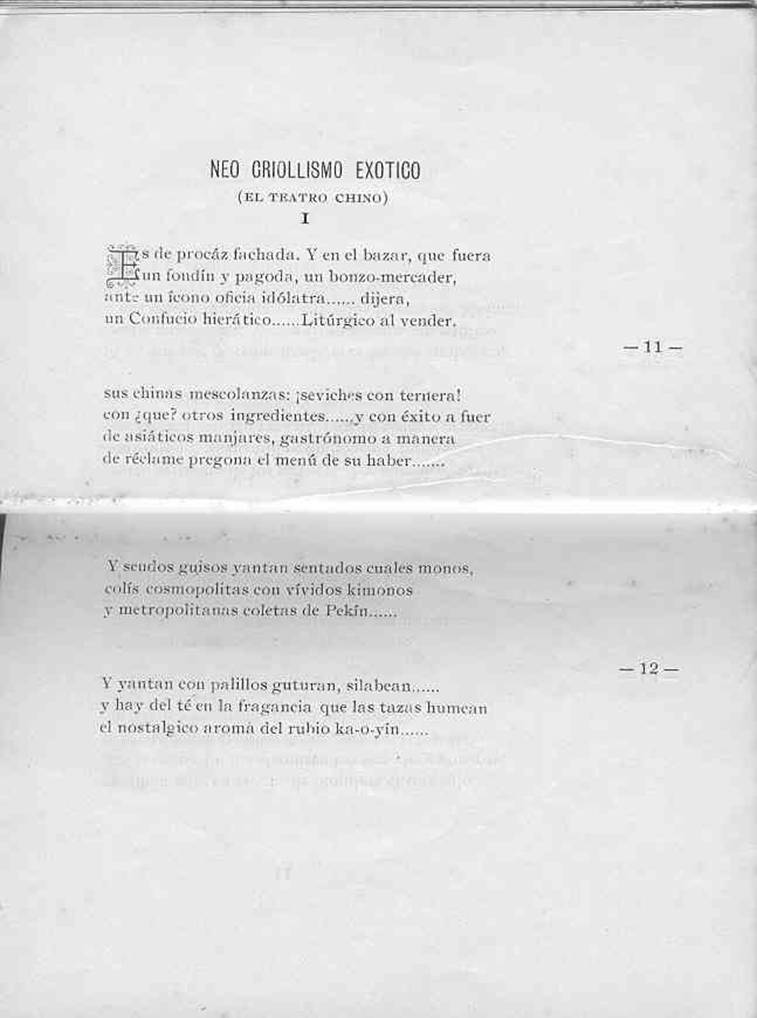 NEO CRIOLLISMO EXOTICO
(EL TEATRO CHINO)
I
Es de procáz fachada. Y en el bazar, que fuera
un fondín y pagoda, un bonzo-mercader,
ante un ícono oficia idólatra...... dijera,
un Confucio hierático......Litúrgico al vender.
— 11 —
sus chinas mescolanzas: ¡seviches con ternera!
con ¿que? otros ingredientes......y con éxito a fuer
de asiáticos manjares, gastrónomo a manera
de réclame pregona el menú de su haber.......
Y seudos guisos yantan sentados cuales monos,
colís cosmopolitas con vívidos kimonos
y metropolitanas coletas de Pekín......
— 12 —
Y yantan con palillos guturan, silabean......
y hay del té en la fragancia que las tazas humean
el nostalgico aromá del rubio ka-o-yín......